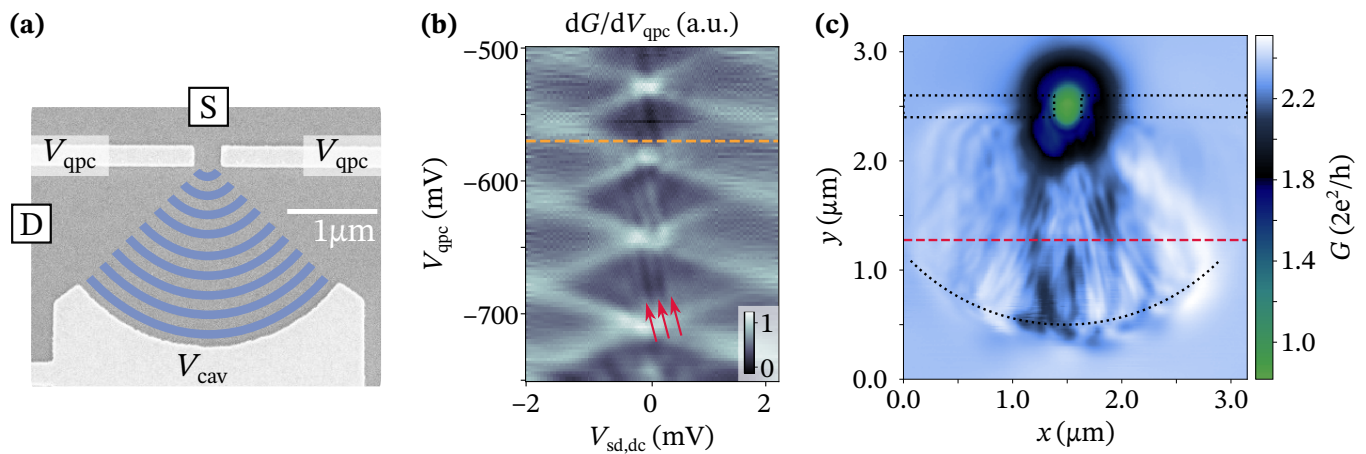 (a)
S
V_qpc
V_qpc
D
1μm
V_cav
(b)
dG/dV_qpc (a.u.)
−500
−600
−700
V_qpc (mV)
1
0
−2
0
2
V_sd,dc (mV)
(c)
3.0
2.0
1.0
0.0
y (μm)
0.0
1.0
2.0
3.0
x (μm)
2.2
1.8
1.4
1.0
G (2e²/h)